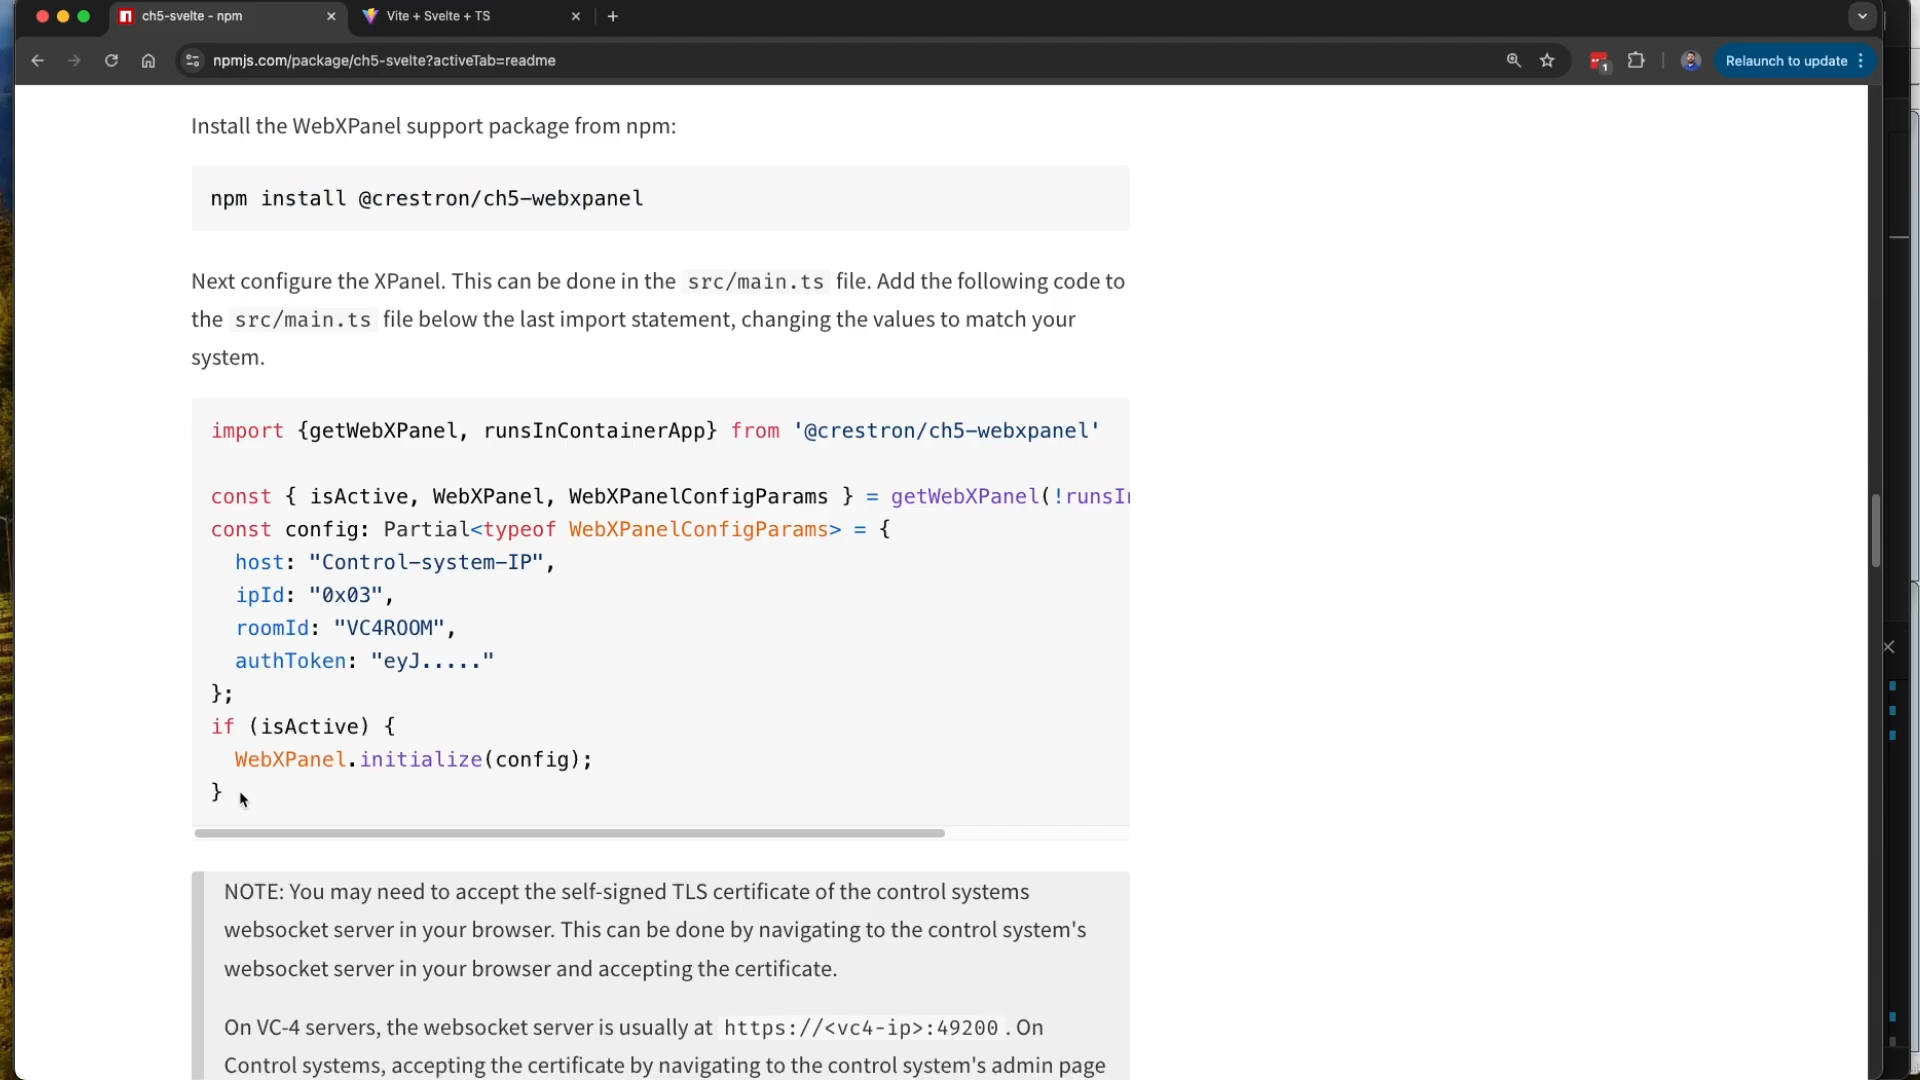 ch5-svelte - npm
Vite + Svelte + TS
npmjs.com/package/ch5-svelte?activeTab=readme
1
Relaunch to update
Install the WebXPanel support package from npm:
npm install @crestron/ch5-webxpanel
Next configure the XPanel. This can be done in the src/main.ts file. Add the following code to
the src/main.ts file below the last import statement, changing the values to match your
system.
import {getWebXPanel, runsInContainerApp} from '@crestron/ch5-webxpanel'
const { isActive, WebXPanel, WebXPanelConfigParams } = getWebXPanel(!runsI
const config: Partial<typeof WebXPanelConfigParams> = {
host: "Control-system-IP",
ipId: "0x03",
roomId: "VC4ROOM",
authToken: "eyJ....."
};
if (isActive) {
WebXPanel.initialize(config);
}
NOTE: You may need to accept the self-signed TLS certificate of the control systems
websocket server in your browser. This can be done by navigating to the control system's
websocket server in your browser and accepting the certificate.
On VC-4 servers, the websocket server is usually at https://<vc4-ip>:49200 . On
Control systems, accepting the certificate by navigating to the control system's admin page